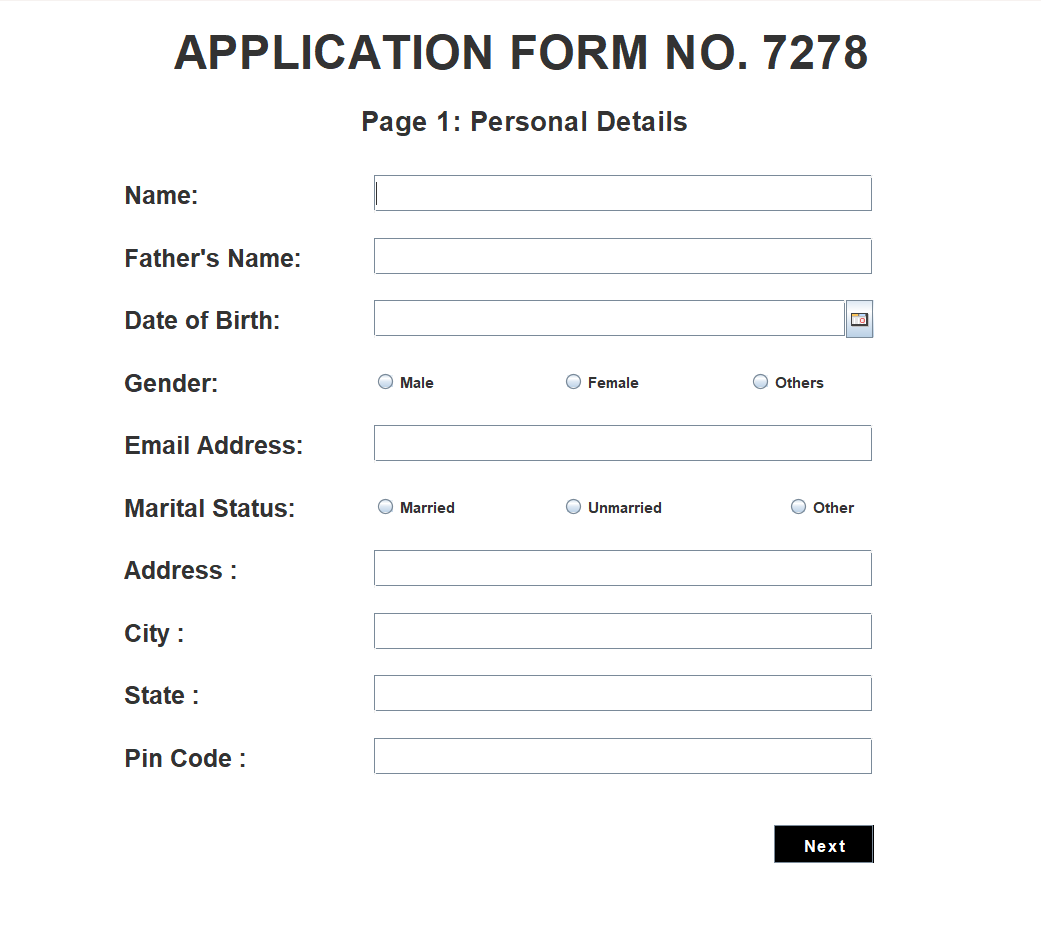 APPLICATION FORM NO. 7278
Page 1: Personal Details
Name:
Father's Name:
Date of Birth:
Gender: Male Female Others
Email Address:
Marital Status: Married Unmarried Other
Address :
City :
State :
Pin Code :
Next